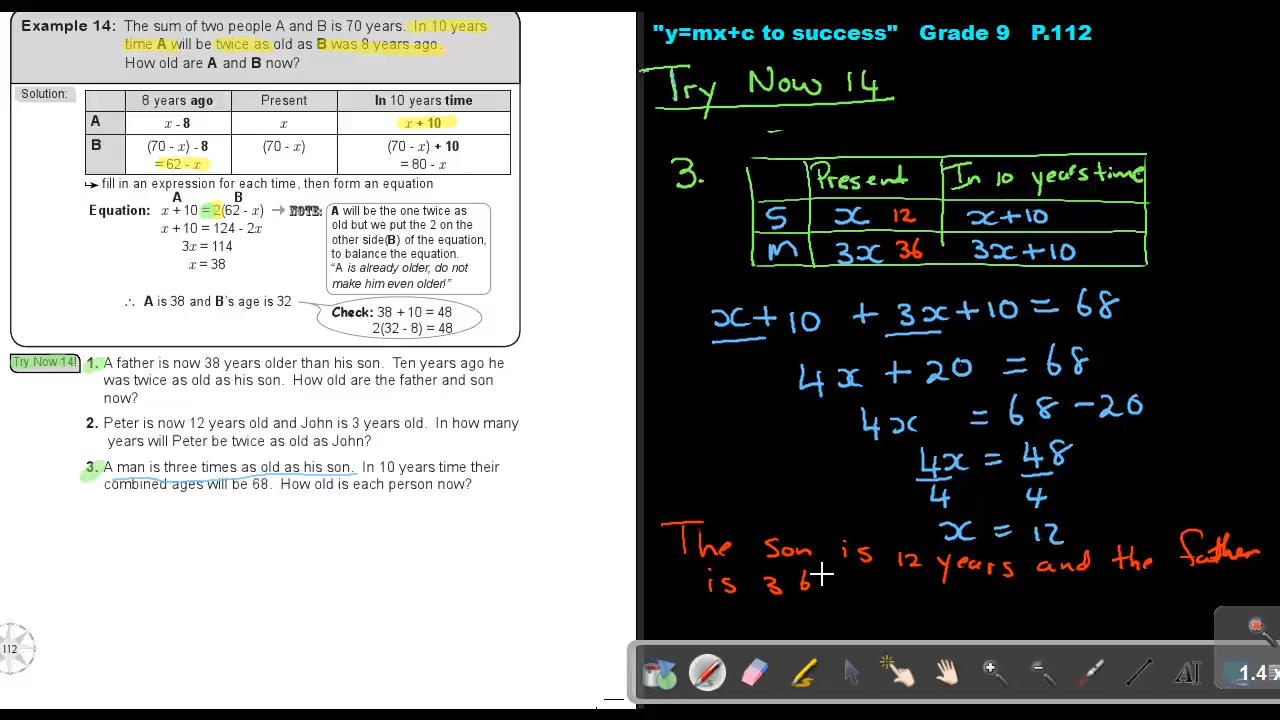 Example 14: The sum of two people A and B is 70 years. In 10 years
time A will be twice as old as B was 8 years ago.
How old are A and B now?
Solution:
8 years ago Present In 10 years time
A x - 8 x x + 10
B (70 - x) - 8 (70 - x) (70 - x) + 10
= 62 - x = 80 - x
fill in an expression for each time, then form an equation
A B
Equation: x + 10 = 2(62 - x) → NOTE:
x + 10 = 124 - 2x
3x = 114
x = 38
A will be the one twice as
old but we put the 2 on the
other side(B) of the equation,
to balance the equation.
"A is already older, do not
make him even older!"
∴ A is 38 and B's age is 32
Check: 38 + 10 = 48
2(32 - 8) = 48
Try Now 14!
1. A father is now 38 years older than his son. Ten years ago he
was twice as old as his son. How old are the father and son
now?
2. Peter is now 12 years old and John is 3 years old. In how many
years will Peter be twice as old as John?
3. A man is three times as old as his son. In 10 years time their
combined ages will be 68. How old is each person now?
112
"y=mx+c to success" Grade 9 P.112
Try Now 14
3.
Present In 10 years time
S x 12 x+10
M 3x 36 3x+10
x+10 + 3x+10 = 68
4x + 20 = 68
4x = 68 - 20
4x = 48
4 4
x = 12
The son is 12 years and the father
is 36
AI
1.4x